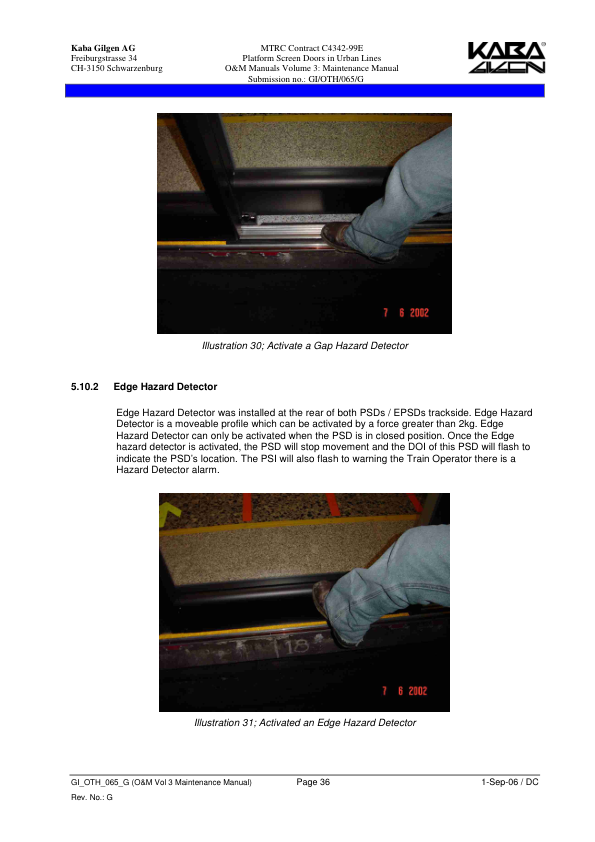 Kaba Gilgen AG
Freiburgstrasse 34
CH-3150 Schwarzenburg
MTRC Contract C4342-99E
Platform Screen Doors in Urban Lines
O&M Manuals Volume 3: Maintenance Manual
Submission no.: GI/OTH/065/G
KABA®
GILGEN
7 6 2002
Illustration 30; Activate a Gap Hazard Detector
5.10.2 Edge Hazard Detector
Edge Hazard Detector was installed at the rear of both PSDs / EPSDs trackside. Edge Hazard
Detector is a moveable profile which can be activated by a force greater than 2kg. Edge
Hazard Detector can only be activated when the PSD is in closed position. Once the Edge
hazard detector is activated, the PSD will stop movement and the DOI of this PSD will flash to
indicate the PSD's location. The PSI will also flash to warning the Train Operator there is a
Hazard Detector alarm.
18
7 6 2002
Illustration 31; Activated an Edge Hazard Detector
GI_OTH_065_G (O&M Vol 3 Maintenance Manual) Page 36 1-Sep-06 / DC
Rev. No.: G